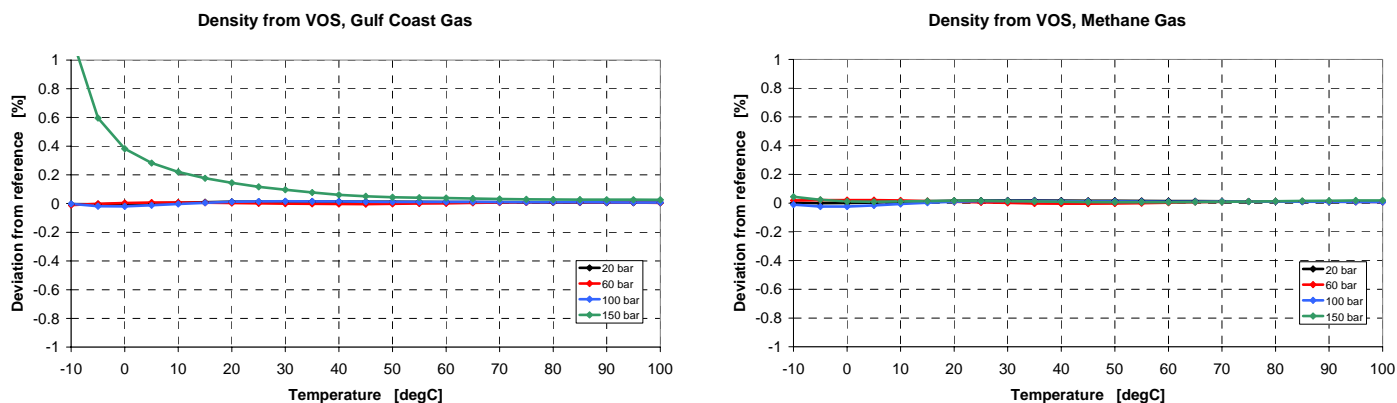 Density from VOS, Gulf Coast Gas
Deviation from reference [%]
1
0.8
0.6
0.4
0.2
0
-0.2
-0.4
-0.6
-0.8
-1
20 bar
60 bar
100 bar
150 bar
-10 0 10 20 30 40 50 60 70 80 90 100
Temperature [degC]
Density from VOS, Methane Gas
Deviation from reference [%]
1
0.8
0.6
0.4
0.2
0
-0.2
-0.4
-0.6
-0.8
-1
20 bar
60 bar
100 bar
150 bar
-10 0 10 20 30 40 50 60 70 80 90 100
Temperature [degC]